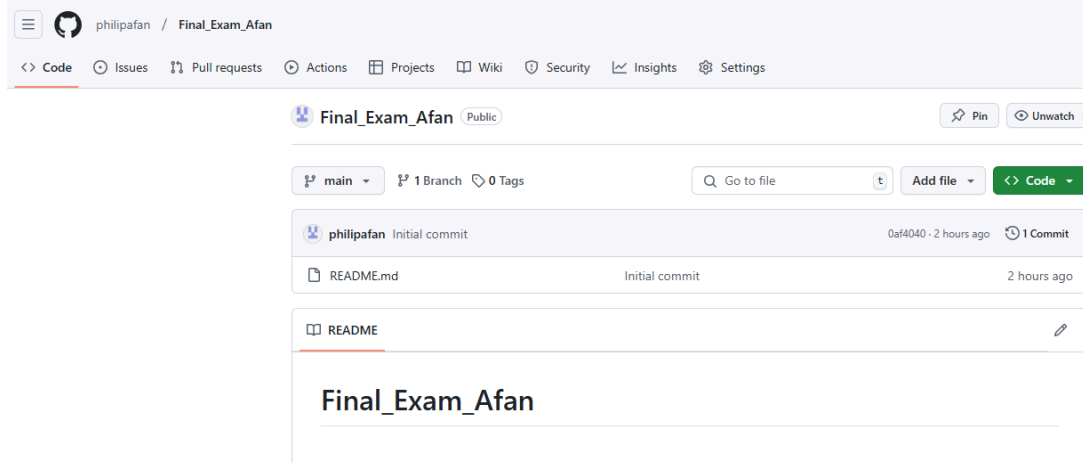 philipafan / Final_Exam_Afan
Code Issues Pull requests Actions Projects Wiki Security Insights Settings
Final_Exam_Afan Public Pin Unwatch
main 1 Branch 0 Tags Go to file t Add file Code
philipafan Initial commit 0af4040 · 2 hours ago 1 Commit
README.md Initial commit 2 hours ago
README
Final_Exam_Afan